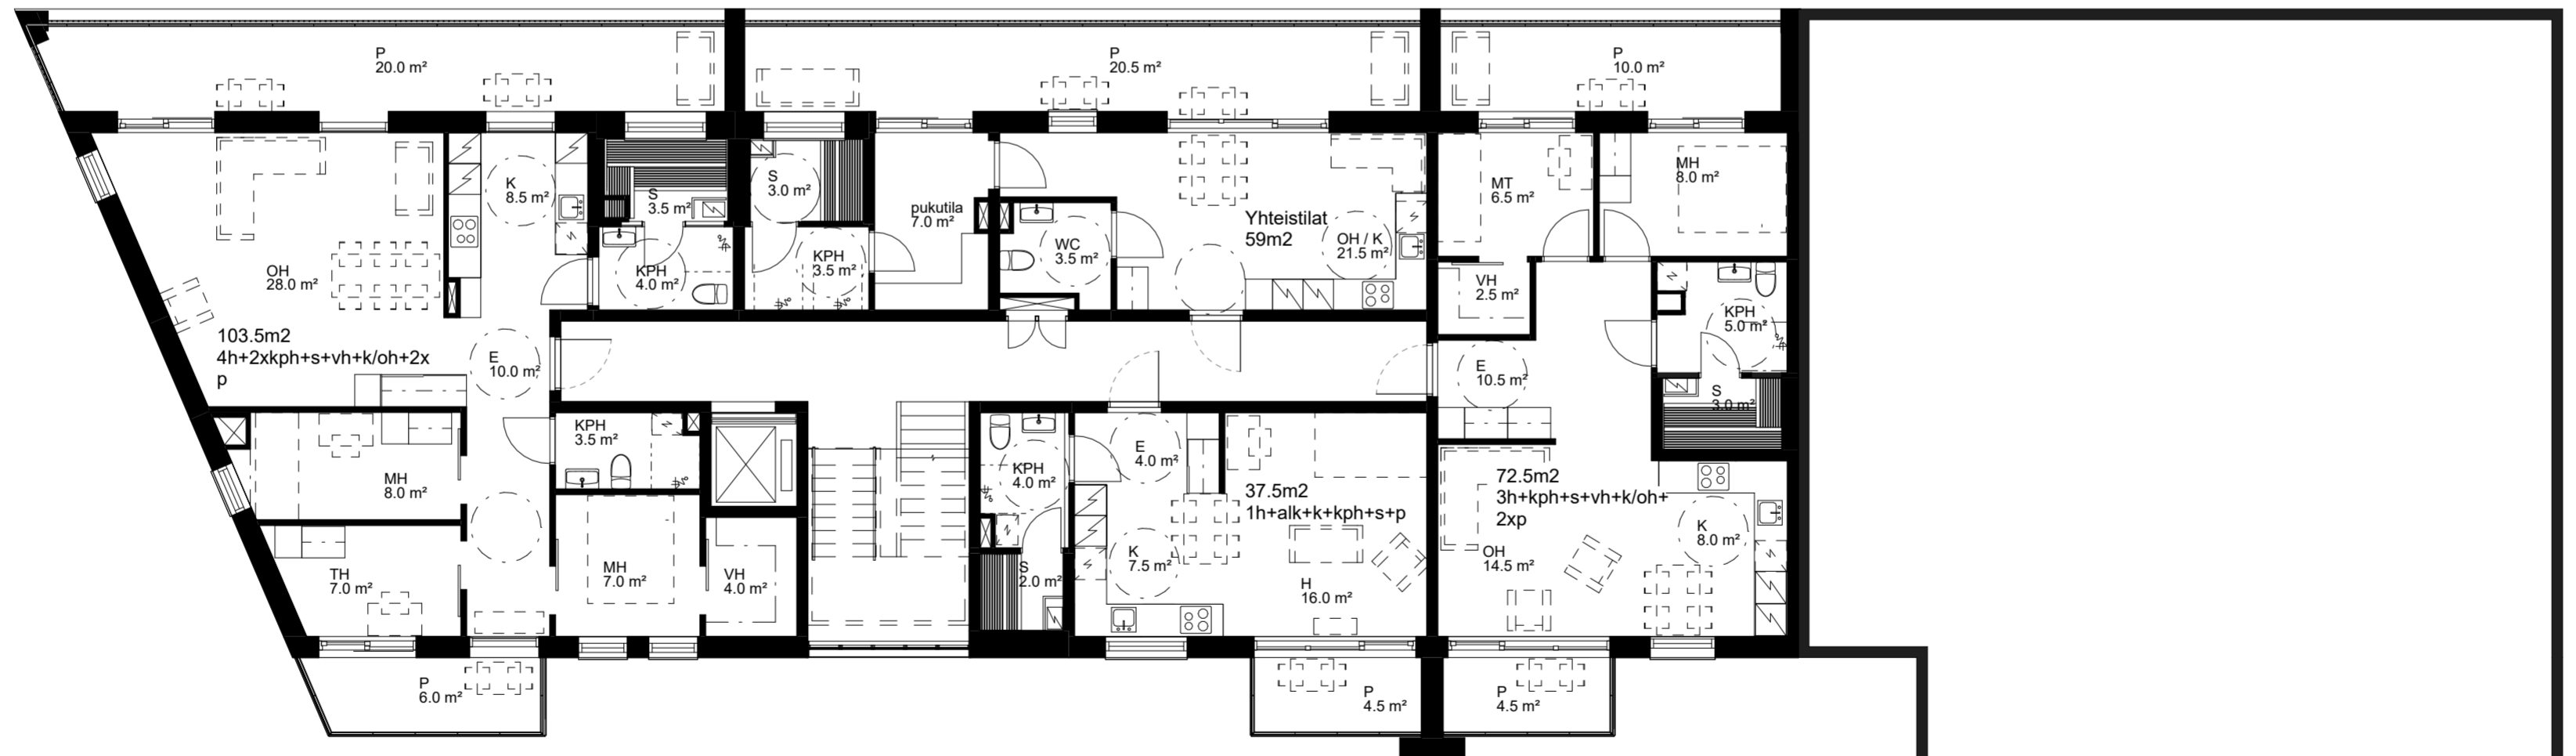 P
20.0 m²
P
20.5 m²
P
10.0 m²
K
8.5 m²
S
3.5 m²
S
3.0 m²
pukutila
7.0 m²
Yhteistilat
59m2
OH / K
21.5 m²
MT
6.5 m²
MH
8.0 m²
OH
28.0 m²
KPH
4.0 m²
KPH
3.5 m²
WC
3.5 m²
VH
2.5 m²
KPH
5.0 m²
103.5m2
4h+2xkph+s+vh+k/oh+2x
p
E
10.0 m²
E
10.5 m²
S
3.0 m²
KPH
3.5 m²
MH
8.0 m²
KPH
4.0 m²
E
4.0 m²
37.5m2
1h+alk+k+kph+s+p
72.5m2
3h+kph+s+vh+k/oh+
2xp
K
8.0 m²
TH
7.0 m²
MH
7.0 m²
VH
4.0 m²
S
2.0 m²
K
7.5 m²
H
16.0 m²
OH
14.5 m²
P
6.0 m²
P
4.5 m²
P
4.5 m²